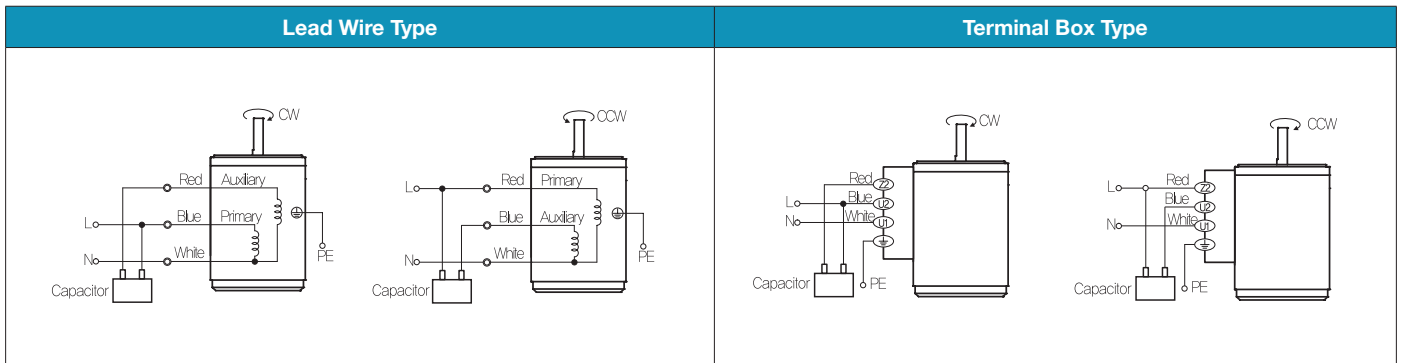 Lead Wire Type
CW
Red Auxiliary
L Blue Primary
N White
PE
Capacitor
CCW
L Red Primary
Blue Auxiliary
N White
PE
Capacitor
Terminal Box Type
CW
Red Z2
L Blue U2
N White U1
Capacitor PE
CCW
L Red Z2
Blue U2
N White U1
Capacitor PE